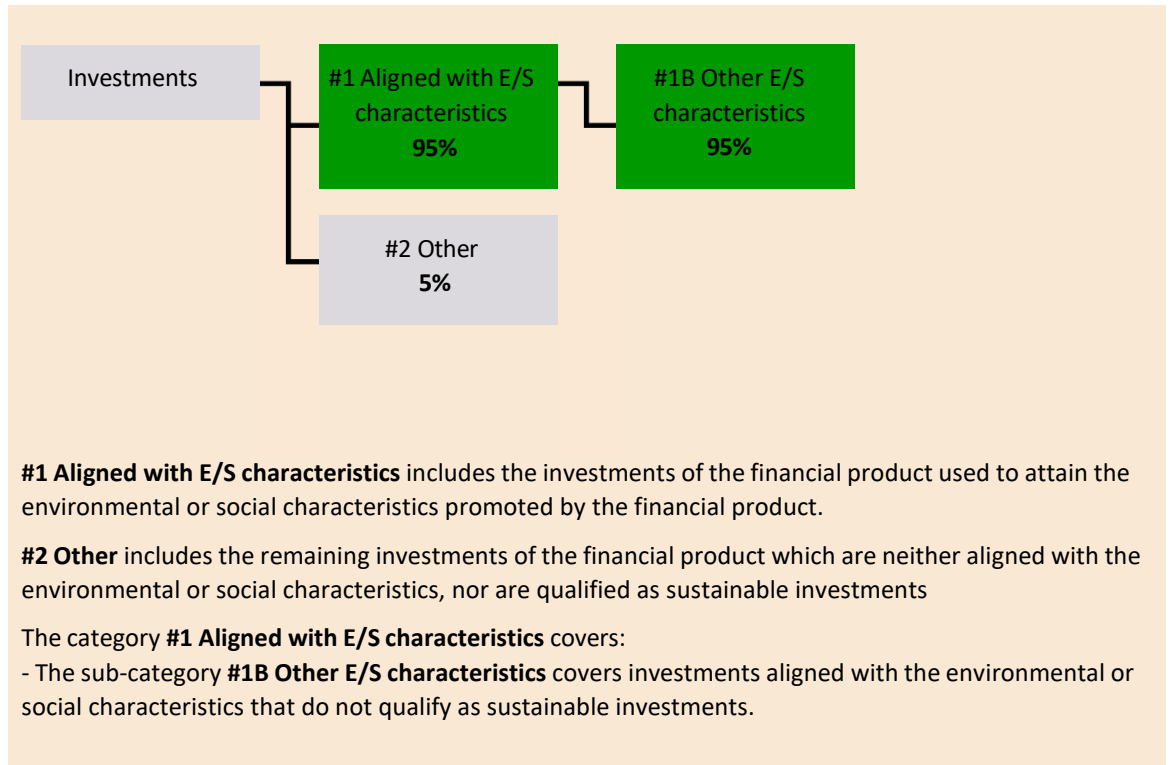 Investments
#1 Aligned with E/S
characteristics
95%
#1B Other E/S
characteristics
95%
#2 Other
5%
#1 Aligned with E/S characteristics includes the investments of the financial product used to attain the
environmental or social characteristics promoted by the financial product.
#2 Other includes the remaining investments of the financial product which are neither aligned with the
environmental or social characteristics, nor are qualified as sustainable investments
The category #1 Aligned with E/S characteristics covers:
- The sub-category #1B Other E/S characteristics covers investments aligned with the environmental or
social characteristics that do not qualify as sustainable investments.